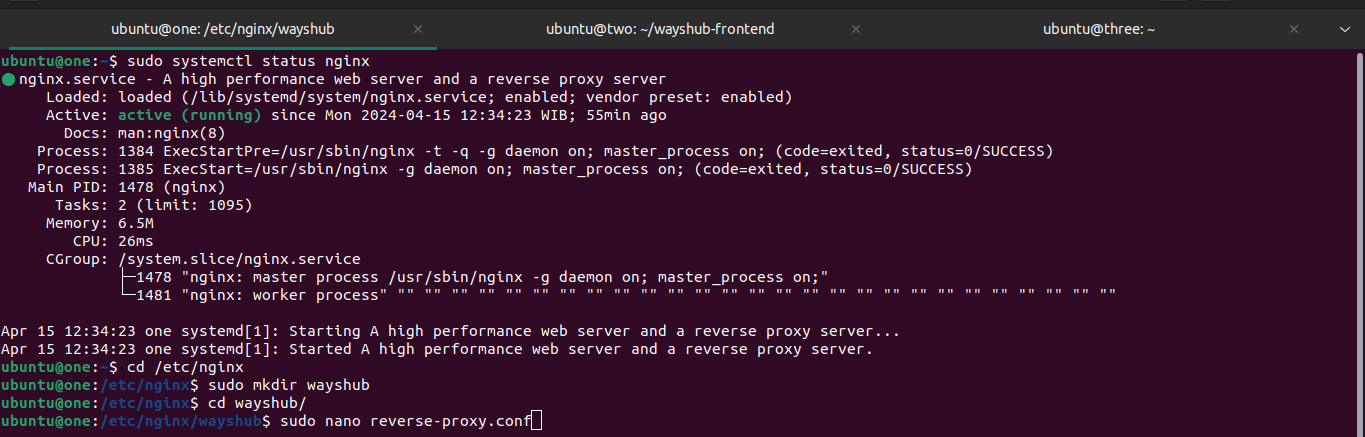 ubuntu@one: /etc/nginx/wayshub × ubuntu@two: ~/wayshub-frontend × ubuntu@three: ~ ×
ubuntu@one:~$ sudo systemctl status nginx
● nginx.service - A high performance web server and a reverse proxy server
Loaded: loaded (/lib/systemd/system/nginx.service; enabled; vendor preset: enabled)
Active: active (running) since Mon 2024-04-15 12:34:23 WIB; 55min ago
Docs: man:nginx(8)
Process: 1384 ExecStartPre=/usr/sbin/nginx -t -q -g daemon on; master_process on; (code=exited, status=0/SUCCESS)
Process: 1385 ExecStart=/usr/sbin/nginx -g daemon on; master_process on; (code=exited, status=0/SUCCESS)
Main PID: 1478 (nginx)
Tasks: 2 (limit: 1095)
Memory: 6.5M
CPU: 26ms
CGroup: /system.slice/nginx.service
├─1478 "nginx: master process /usr/sbin/nginx -g daemon on; master_process on;"
└─1481 "nginx: worker process" "" "" "" "" "" "" "" "" "" "" "" "" "" "" "" "" "" "" "" "" "" "" "" "" "" "" ""
Apr 15 12:34:23 one systemd[1]: Starting A high performance web server and a reverse proxy server...
Apr 15 12:34:23 one systemd[1]: Started A high performance web server and a reverse proxy server.
ubuntu@one:~$ cd /etc/nginx
ubuntu@one:/etc/nginx$ sudo mkdir wayshub
ubuntu@one:/etc/nginx$ cd wayshub/
ubuntu@one:/etc/nginx/wayshub$ sudo nano reverse-proxy.conf